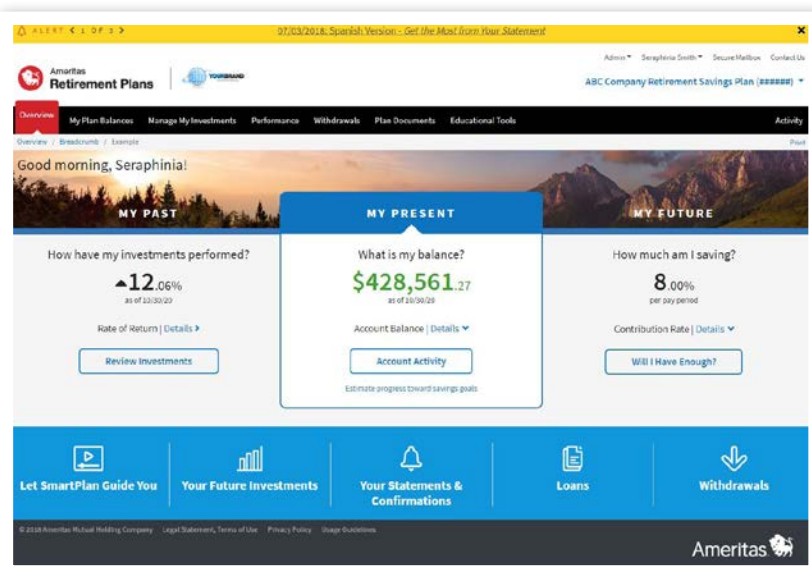 ALERT < 1 OF 3 >
07/03/2018: Spanish Version - Get the Most from Your Statement
Admin Seraphinia Smith Secure Mailbox Contact Us
Ameritas
Retirement Plans
YOURBRAND
ABC Company Retirement Savings Plan (######)
Overview My Plan Balances Manage My Investments Performance Withdrawals Plan Documents Educational Tools Activity
Overview / Breadcrumb / Example
Print
Good morning, Seraphinia!
MY PAST
MY PRESENT
MY FUTURE
How have my investments performed?
12.06%
as of 10/30/20
Rate of Return | Details >
Review Investments
What is my balance?
$428,561.27
as of 10/30/20
Account Balance | Details
Account Activity
Estimate progress toward savings goals
How much am I saving?
8.00%
per pay period
Contribution Rate | Details
Will I Have Enough?
Let SmartPlan Guide You
Your Future Investments
Your Statements &
Confirmations
Loans
Withdrawals
© 2018 Ameritas Mutual Holding Company Legal Statement, Terms of Use Privacy Policy Usage Guidelines
Ameritas